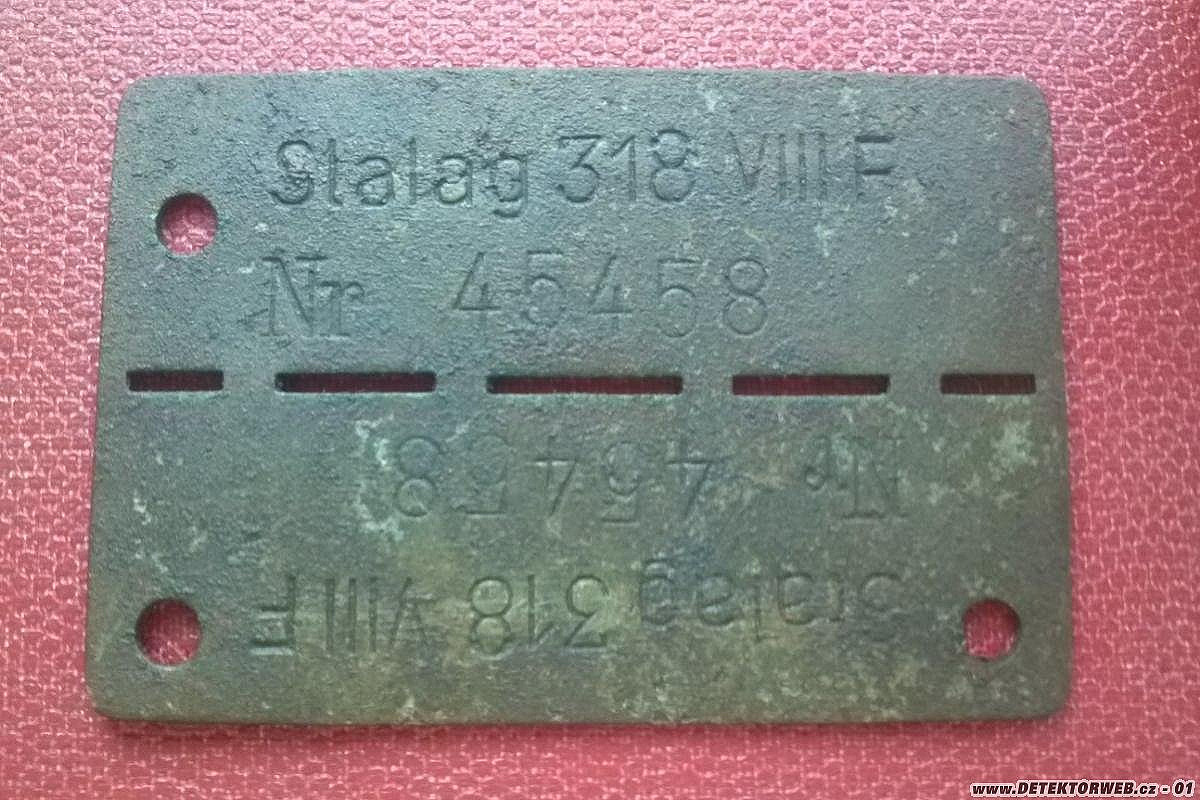 Stalag 318 VIII F
Nr 45458
Nr 45458
Stalag 318 VIII F
www.DETEKTORWEB.cz - 01